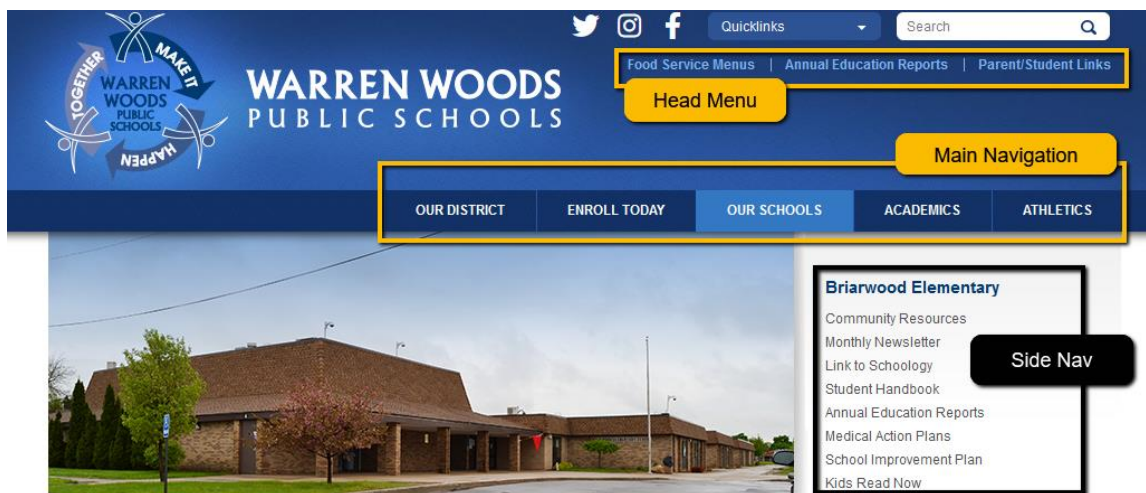 Quicklinks
Search
Food Service Menus | Annual Education Reports | Parent/Student Links
Head Menu
TOGETHER
MAKE IT
HAPPEN
WARREN
WOODS
PUBLIC
SCHOOLS
WARREN WOODS
PUBLIC SCHOOLS
Main Navigation
OUR DISTRICT
ENROLL TODAY
OUR SCHOOLS
ACADEMICS
ATHLETICS
Briarwood Elementary
Community Resources
Monthly Newsletter
Link to Schoology
Student Handbook
Annual Education Reports
Medical Action Plans
School Improvement Plan
Kids Read Now
Side Nav